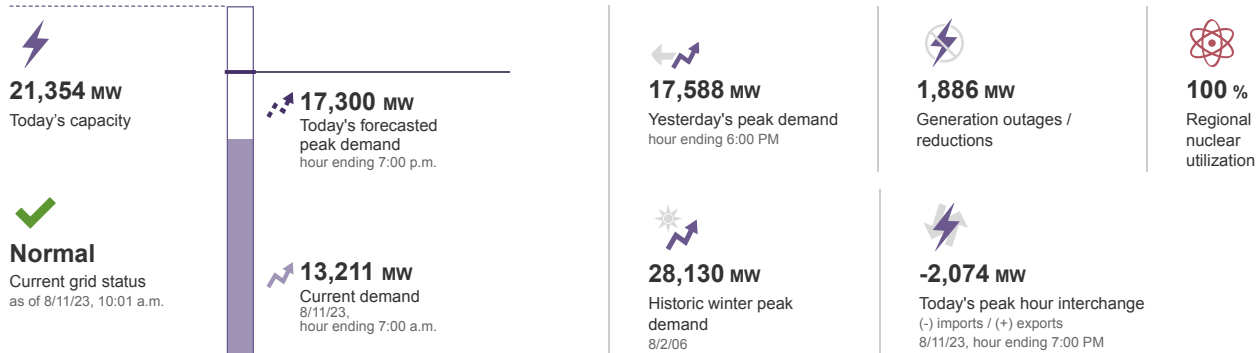 21,354 MW
Today's capacity
Normal
Current grid status
as of 8/11/23, 10:01 a.m.
17,300 MW
Today's forecasted
peak demand
hour ending 7:00 p.m.
13,211 MW
Current demand
8/11/23,
hour ending 7:00 a.m.
17,588 MW
Yesterday's peak demand
hour ending 6:00 PM
1,886 MW
Generation outages /
reductions
100 %
Regional
nuclear
utilization
28,130 MW
Historic winter peak
demand
8/2/06
-2,074 MW
Today's peak hour interchange
(-) imports / (+) exports
8/11/23, hour ending 7:00 PM